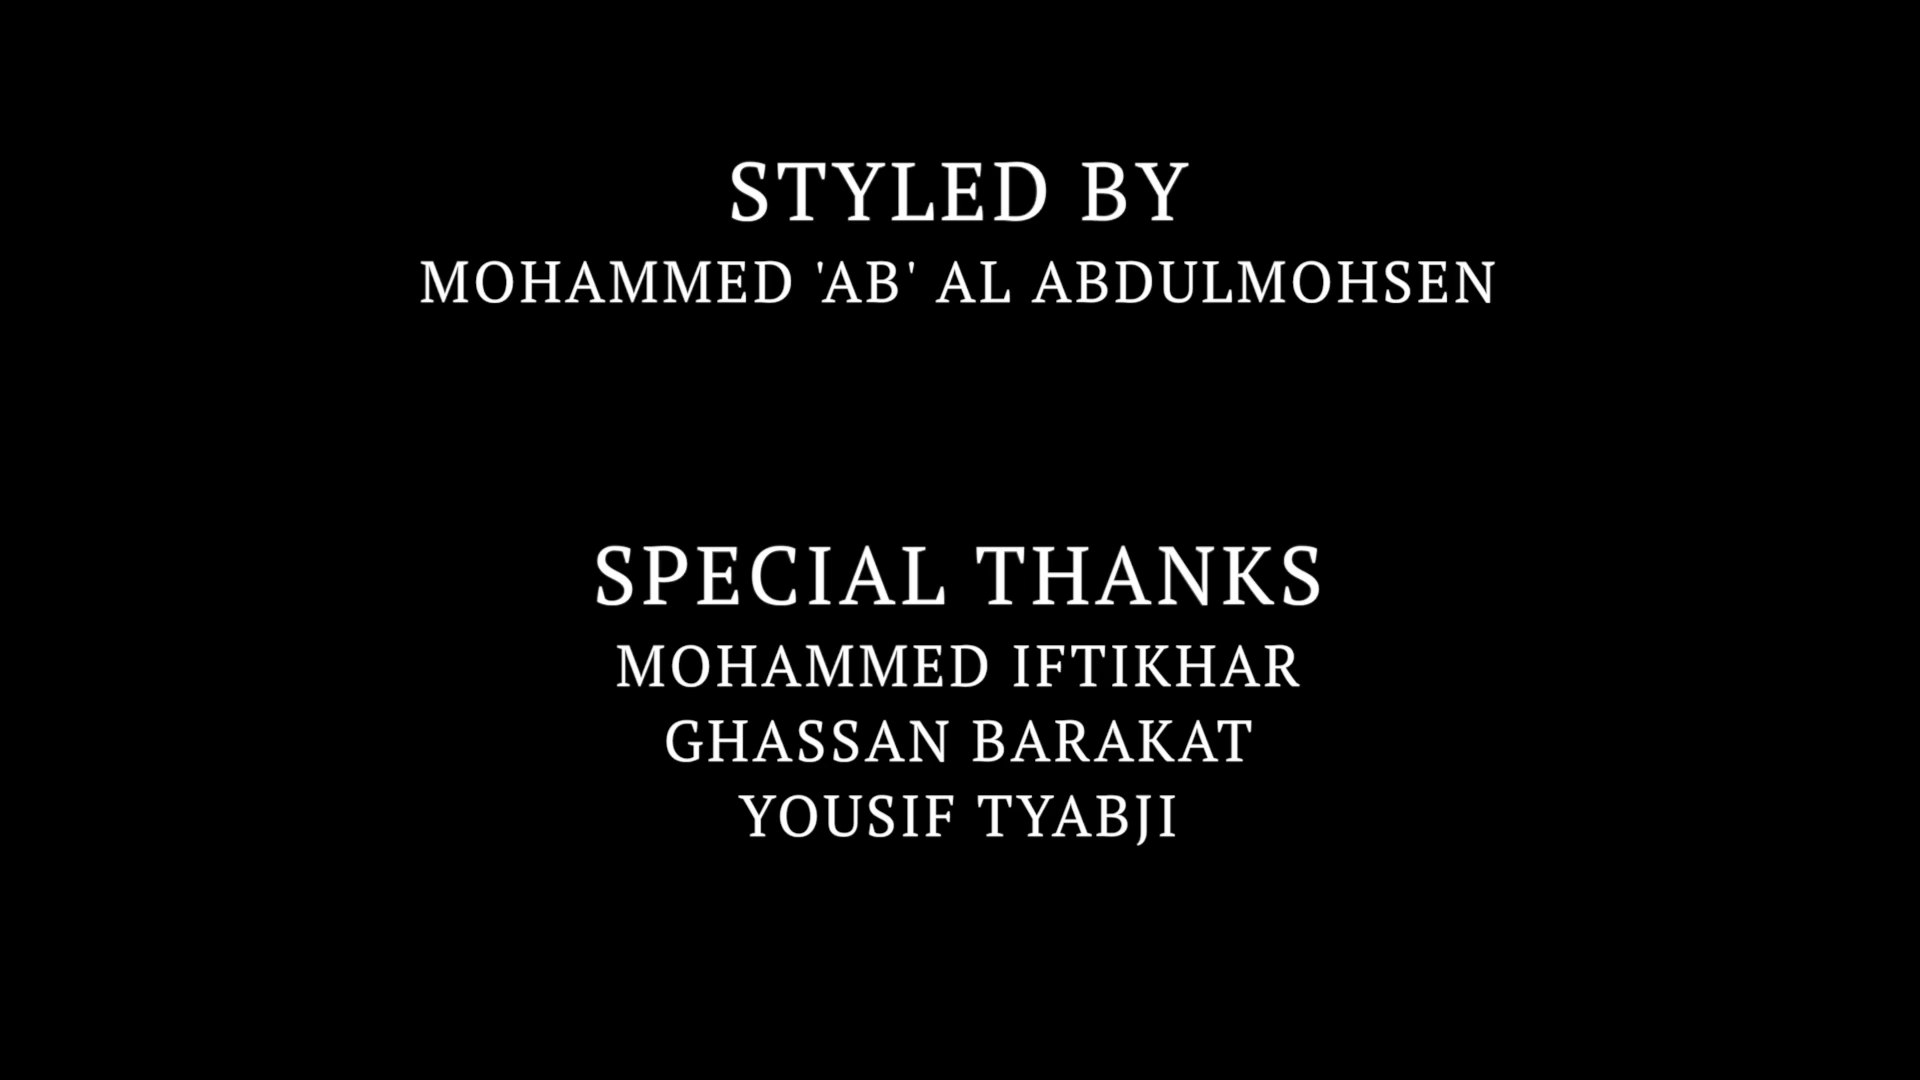 STYLED BY
MOHAMMED 'AB' AL ABDULMOHSEN
SPECIAL THANKS
MOHAMMED IFTIKHAR
GHASSAN BARAKAT
YOUSIF TYABJI